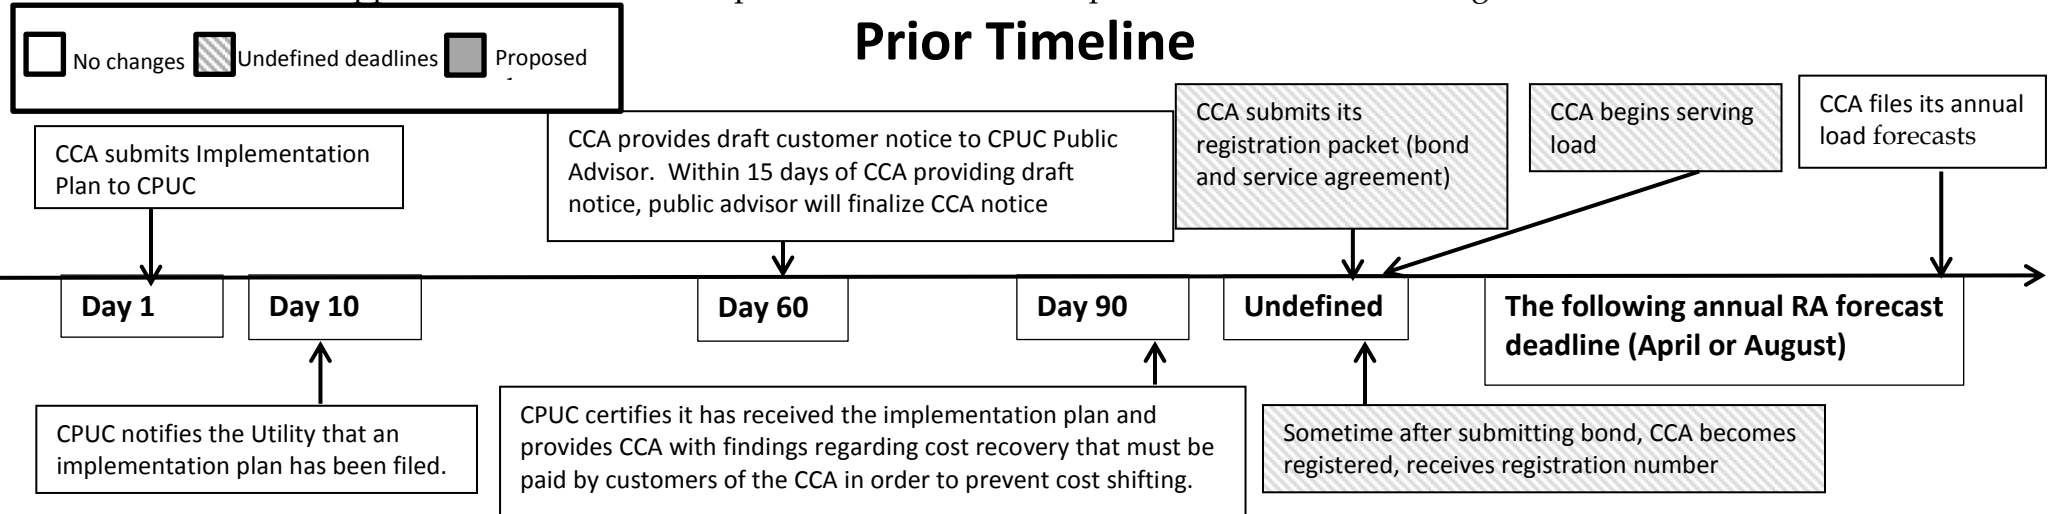 Prior Timeline
No changes
Undefined deadlines
Proposed
CCA submits Implementation
Plan to CPUC
CCA provides draft customer notice to CPUC Public
Advisor. Within 15 days of CCA providing draft
notice, public advisor will finalize CCA notice
CCA submits its
registration packet (bond
and service agreement)
CCA begins serving
load
CCA files its annual
load forecasts
Day 1
Day 10
Day 60
Day 90
Undefined
The following annual RA forecast
deadline (April or August)
CPUC notifies the Utility that an
implementation plan has been filed.
CPUC certifies it has received the implementation plan and
provides CCA with findings regarding cost recovery that must be
paid by customers of the CCA in order to prevent cost shifting.
Sometime after submitting bond, CCA becomes
registered, receives registration number